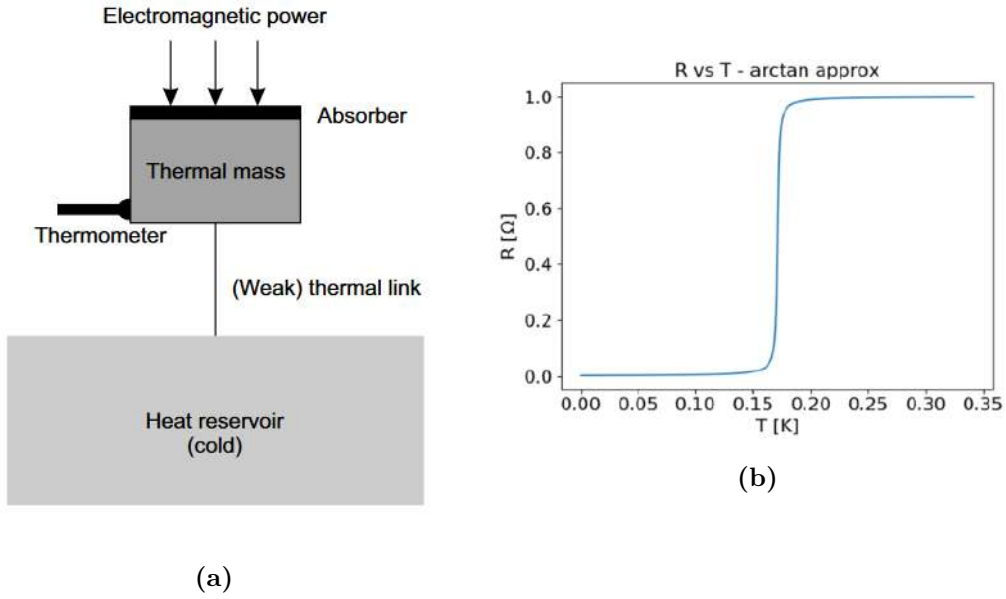 Electromagnetic power
Absorber
Thermal mass
Thermometer
(Weak) thermal link
Heat reservoir
(cold)
(a)
R vs T - arctan approx
1.0
0.8
0.6
0.4
0.2
0.0
R [Ω]
0.00 0.05 0.10 0.15 0.20 0.25 0.30 0.35
T [K]
(b)